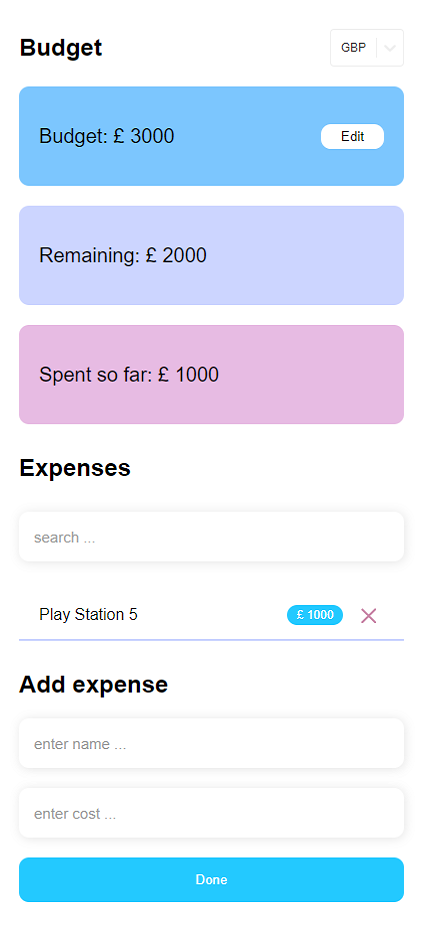 Budget
GBP
Budget: £ 3000
Edit
Remaining: £ 2000
Spent so far: £ 1000
Expenses
search ...
Play Station 5
£ 1000
Add expense
enter name ...
enter cost ...
Done